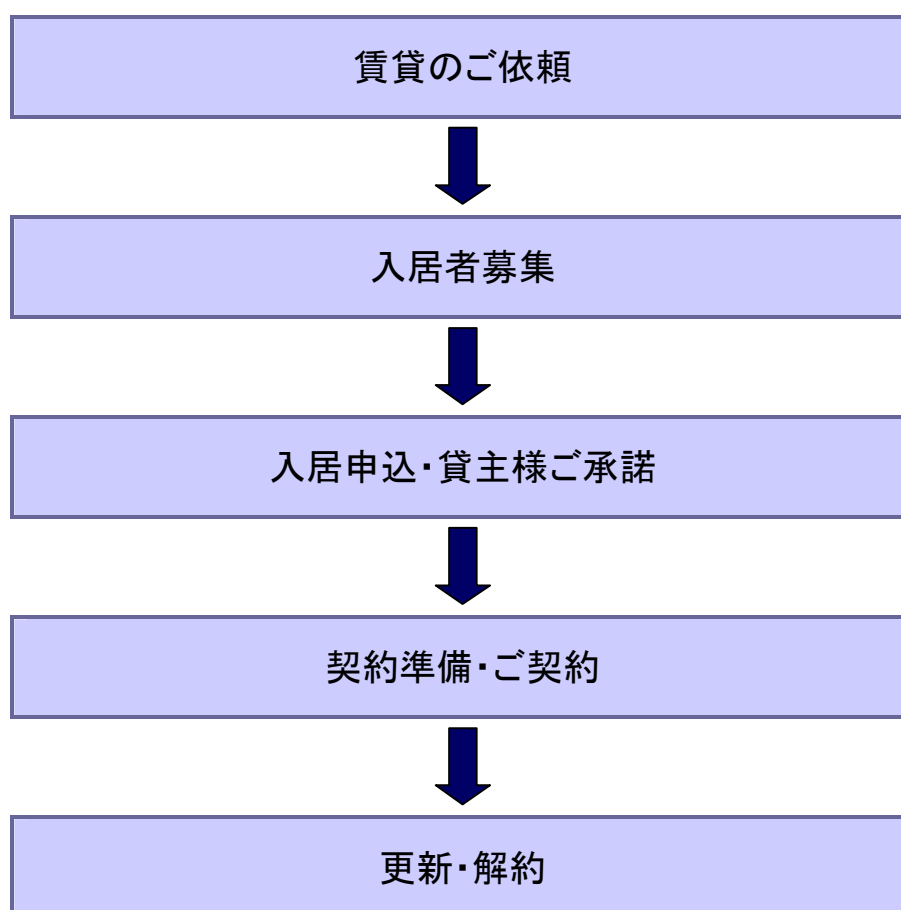 賃貸のご依頼
入居者募集
入居申込・貸主様ご承諾
契約準備・ご契約
更新・解約